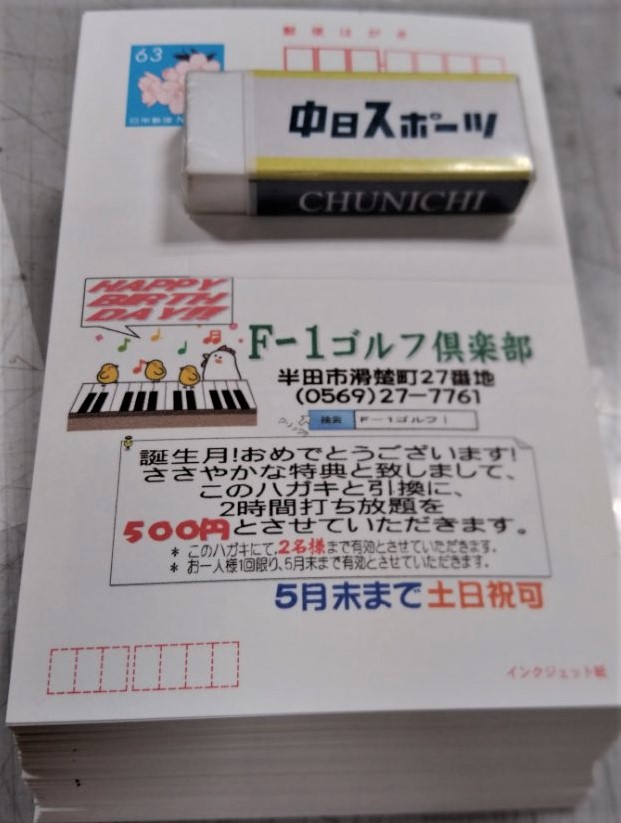 郵便はがき
63
日本郵便
中日スポーツ
CHUNICHI
HAPPY
BIRTH
DAY!!
F-1ゴルフ倶楽部
半田市滑楚町27番地
(0569)27-7761
検索 F-1ゴルフ
誕生月!おめでとうございます!
ささやかな特典と致しまして、
このハガキと引換に、
2時間打ち放題を
500円とさせていただきます。
* このハガキにて,2名様まで有効とさせていただきます。
* お一人様1回限り、5月末まで有効とさせていただきます。
5月末まで土日祝可
インクジェット紙